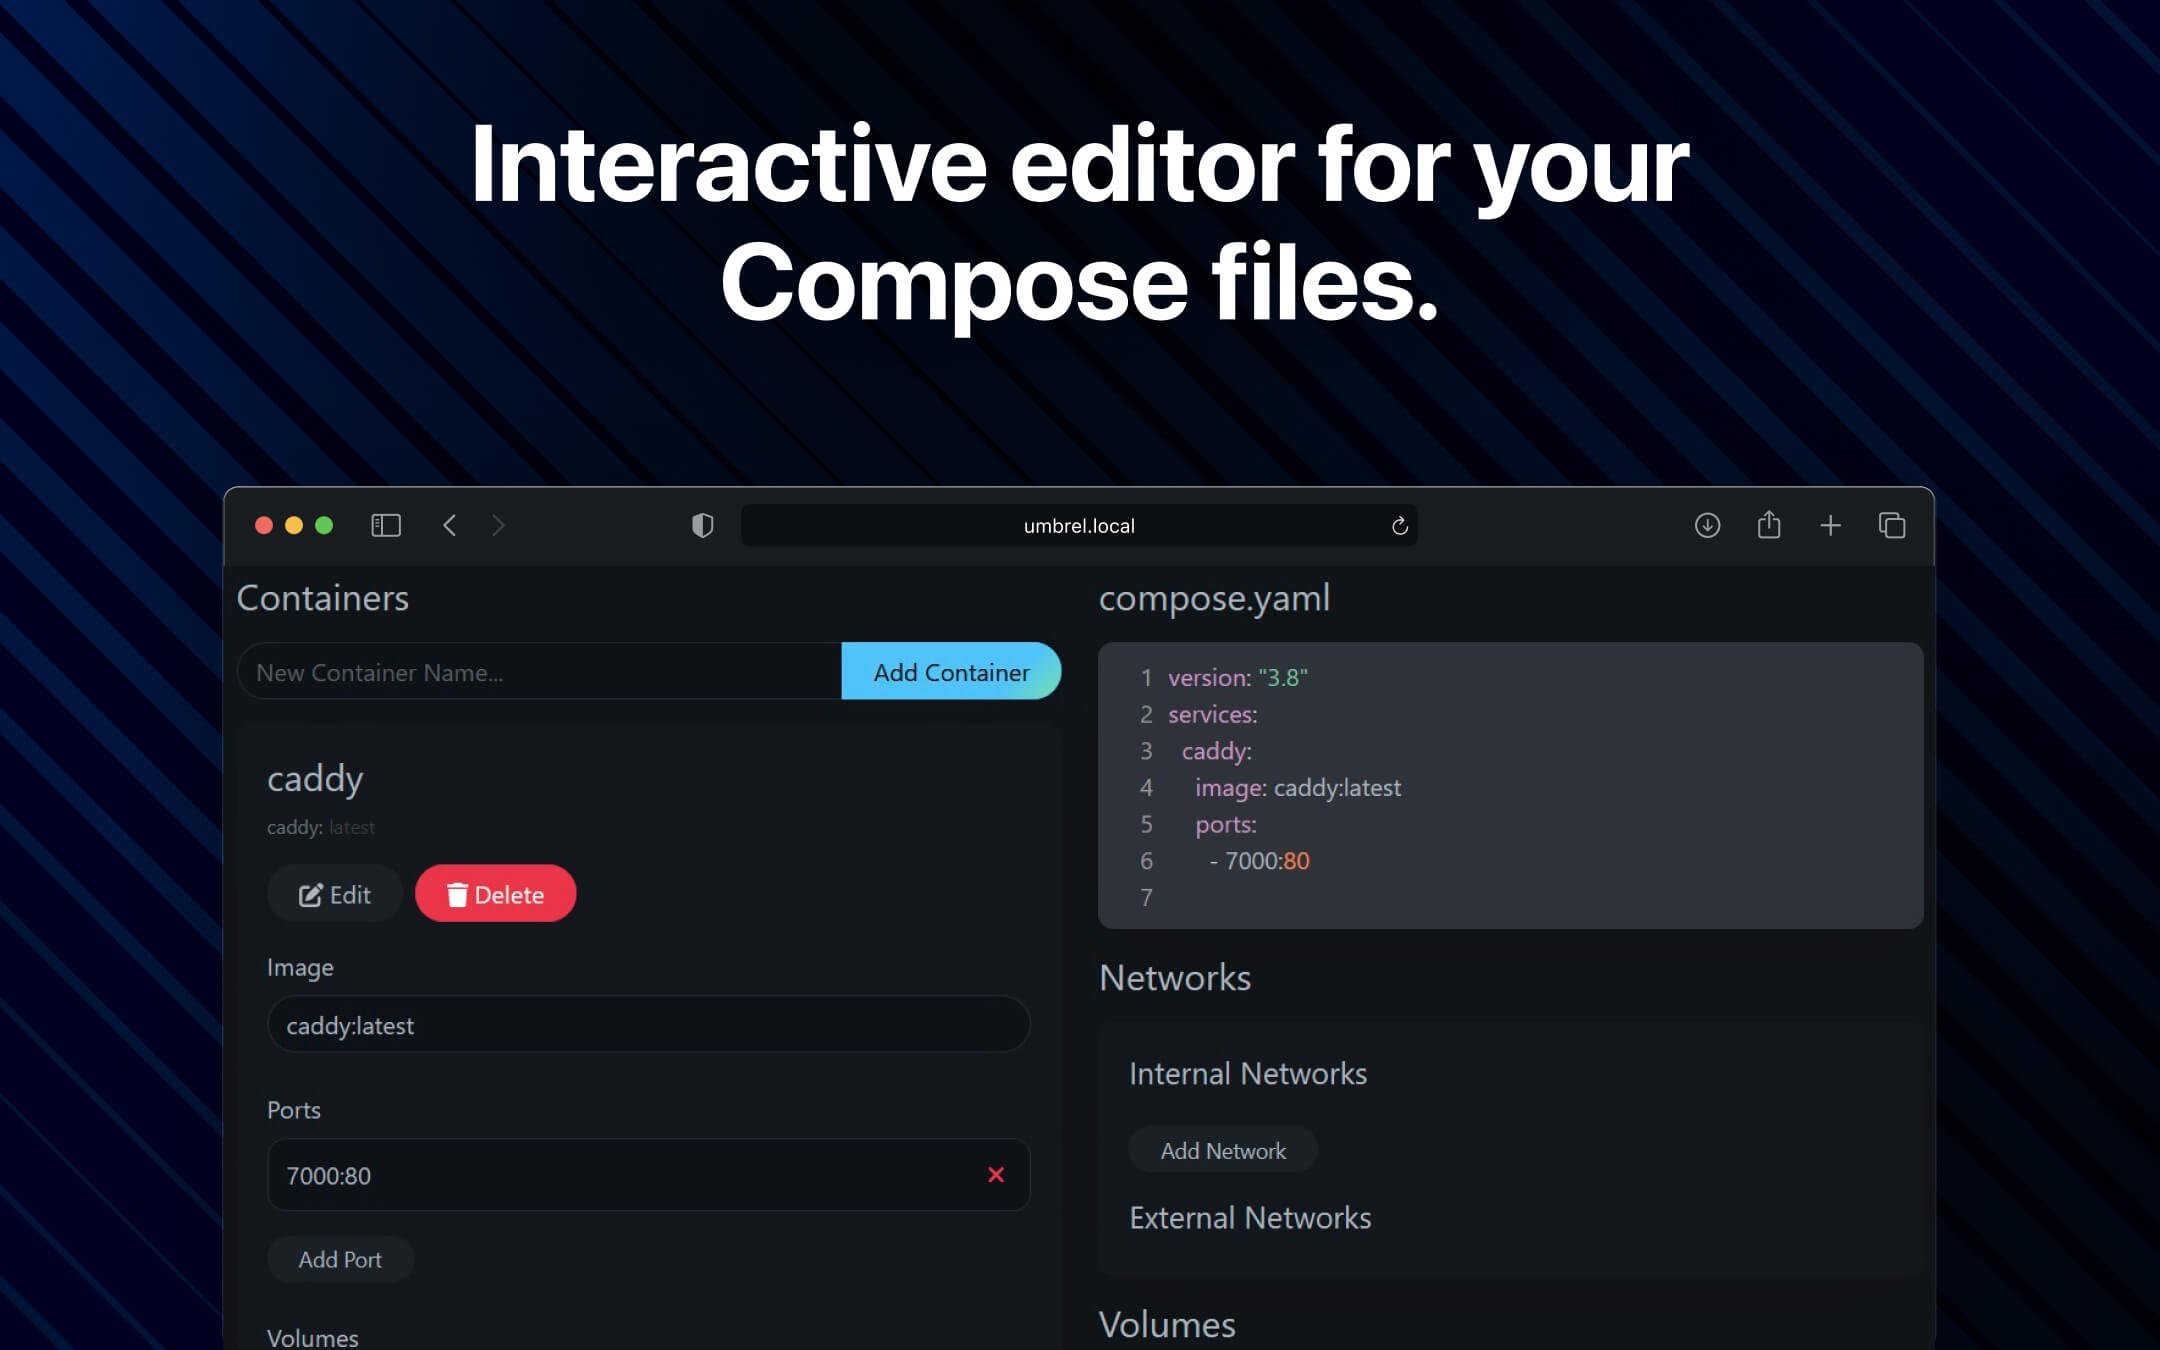 Interactive editor for your
Compose files.
umbrel.local
Containers
New Container Name...
Add Container
caddy
caddy: latest
Edit
Delete
Image
caddy:latest
Ports
7000:80
Add Port
Volumes
compose.yaml
1 version: "3.8"
2 services:
3 caddy:
4 image: caddy:latest
5 ports:
6 - 7000:80
7
Networks
Internal Networks
Add Network
External Networks
Volumes